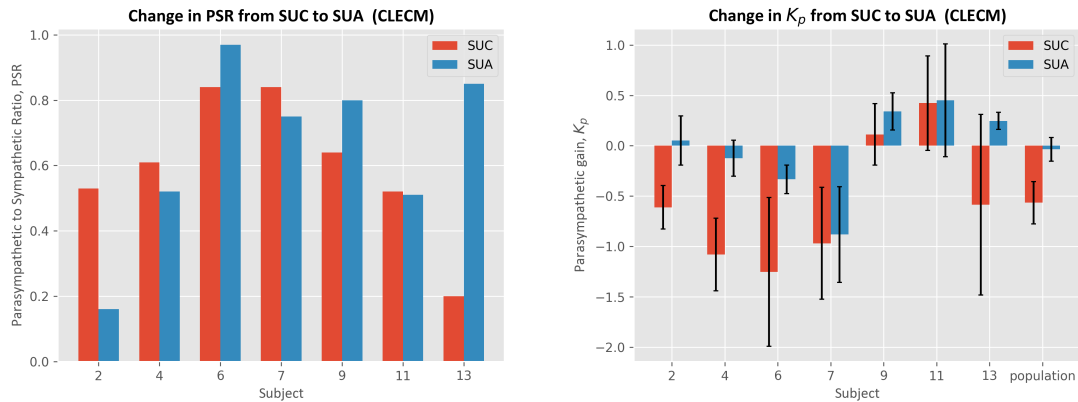 Change in PSR from SUC to SUA (CLECM)
Parasympathetic to Sympathetic Ratio, PSR
1.0
0.8
0.6
0.4
0.2
0.0
SUC
SUA
2 4 6 7 9 11 13
Subject
Change in Kₚ from SUC to SUA (CLECM)
Parasympathetic gain, Kₚ
1.0
0.5
0.0
−0.5
−1.0
−1.5
−2.0
SUC
SUA
2 4 6 7 9 11 13 population
Subject